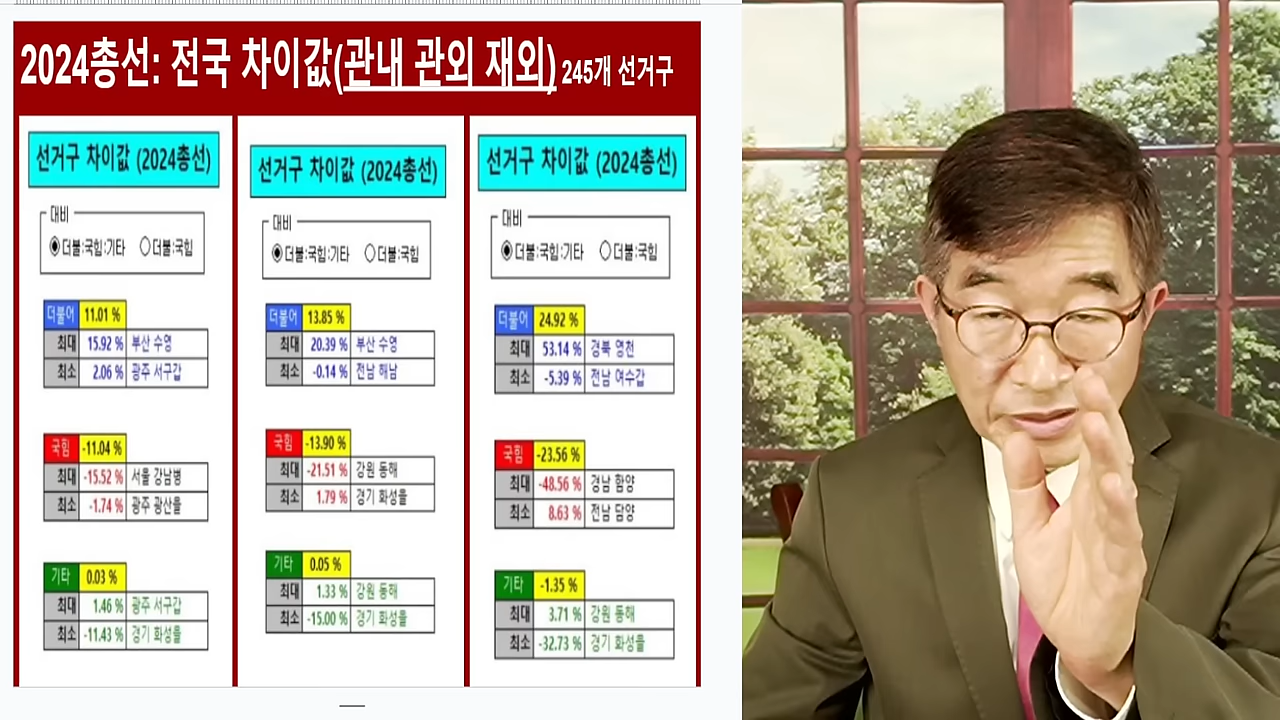 2024총선: 전국 차이값(관내 관외 재외) 245개 선거구
선거구 차이값 (2024총선)
대비
더불:국힘:기타 더불:국힘
더불어 11.01 %
최대 15.92 % 부산 수영
최소 2.06 % 광주 서구갑
국힘 -11.04 %
최대 -15.52 % 서울 강남병
최소 -1.74 % 광주 광산을
기타 0.03 %
최대 1.46 % 광주 서구갑
최소 -11.43 % 경기 화성을
선거구 차이값 (2024총선)
대비
더불:국힘:기타 더불:국힘
더불어 13.85 %
최대 20.39 % 부산 수영
최소 -0.14 % 전남 해남
국힘 -13.90 %
최대 -21.51 % 강원 동해
최소 1.79 % 경기 화성을
기타 0.05 %
최대 1.33 % 강원 동해
최소 -15.00 % 경기 화성을
선거구 차이값 (2024총선)
대비
더불:국힘:기타 더불:국힘
더불어 24.92 %
최대 53.14 % 경북 영천
최소 -5.39 % 전남 여수갑
국힘 -23.56 %
최대 -48.56 % 경남 함양
최소 8.63 % 전남 담양
기타 -1.35 %
최대 3.71 % 강원 동해
최소 -32.73 % 경기 화성을